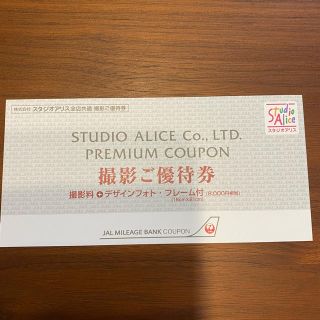 株式会社 スタジオアリス全店共通 撮影ご優待券
Studio Alice
スタジオアリス
STUDIO ALICE Co., LTD.
PREMIUM COUPON
撮影ご優待券
撮影料+デザインフォト・フレーム付
JAL MILEAGE BANK COUPON